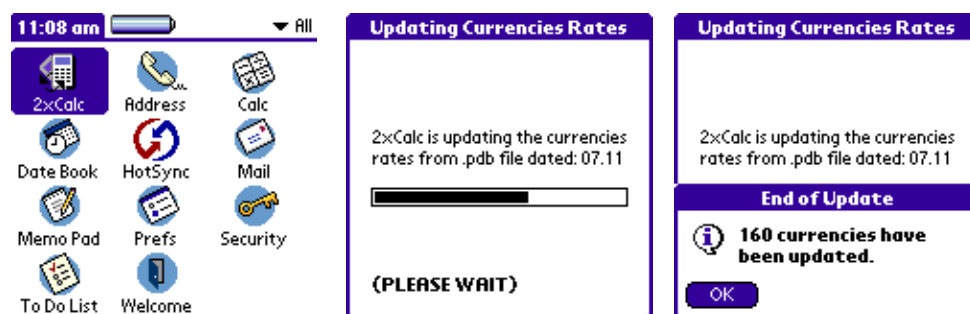 11:08 am
All
2xCalc Address Calc
Date Book HotSync Mail
Memo Pad Prefs Security
To Do List Welcome
Updating Currencies Rates
2xCalc is updating the currencies
rates from .pdb file dated: 07.11
(PLEASE WAIT)
Updating Currencies Rates
2xCalc is updating the currencies
rates from .pdb file dated: 07.11
End of Update
160 currencies have
been updated.
OK